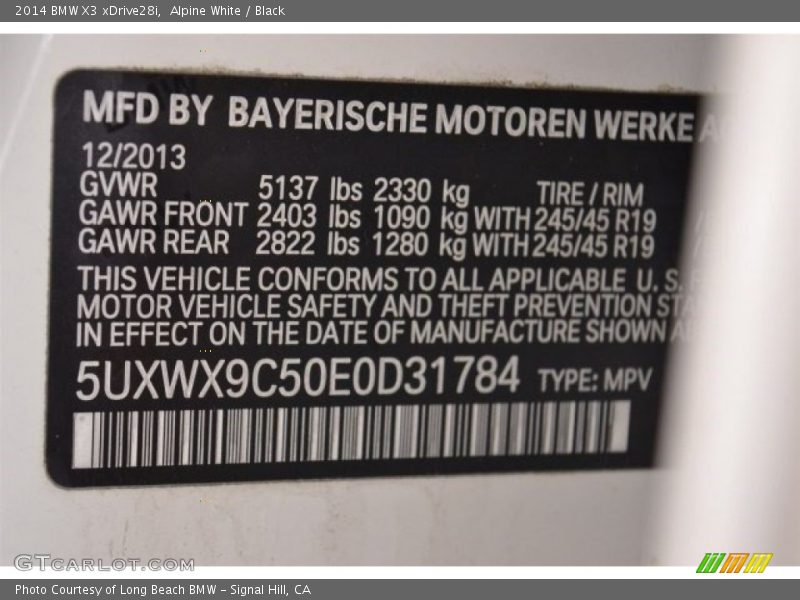 2014 BMW X3 xDrive28i,  Alpine White / Black
MFD BY BAYERISCHE MOTOREN WERKE
12/2013
GVWR 5137 lbs 2330 kg TIRE / RIM
GAWR FRONT 2403 lbs 1090 kg WITH 245/45 R19
GAWR REAR 2822 lbs 1280 kg WITH 245/45 R19
THIS VEHICLE CONFORMS TO ALL APPLICABLE U. S.
MOTOR VEHICLE SAFETY AND THEFT PREVENTION
IN EFFECT ON THE DATE OF MANUFACTURE SHOWN
5UXWX9C50E0D31784 TYPE: MPV
GTCARLOT.COM
Photo Courtesy of Long Beach BMW - Signal Hill, CA